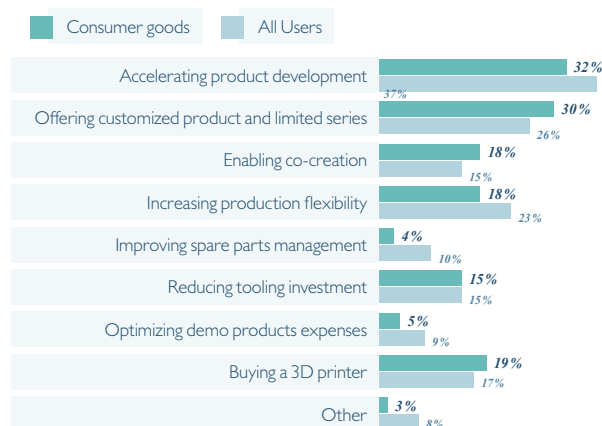 Consumer goods
All Users
Accelerating product development 32%
37%
Offering customized product and limited series 30%
26%
Enabling co-creation 18%
15%
Increasing production flexibility 18%
23%
Improving spare parts management 4%
10%
Reducing tooling investment 15%
15%
Optimizing demo products expenses 5%
9%
Buying a 3D printer 19%
17%
Other 3%
8%